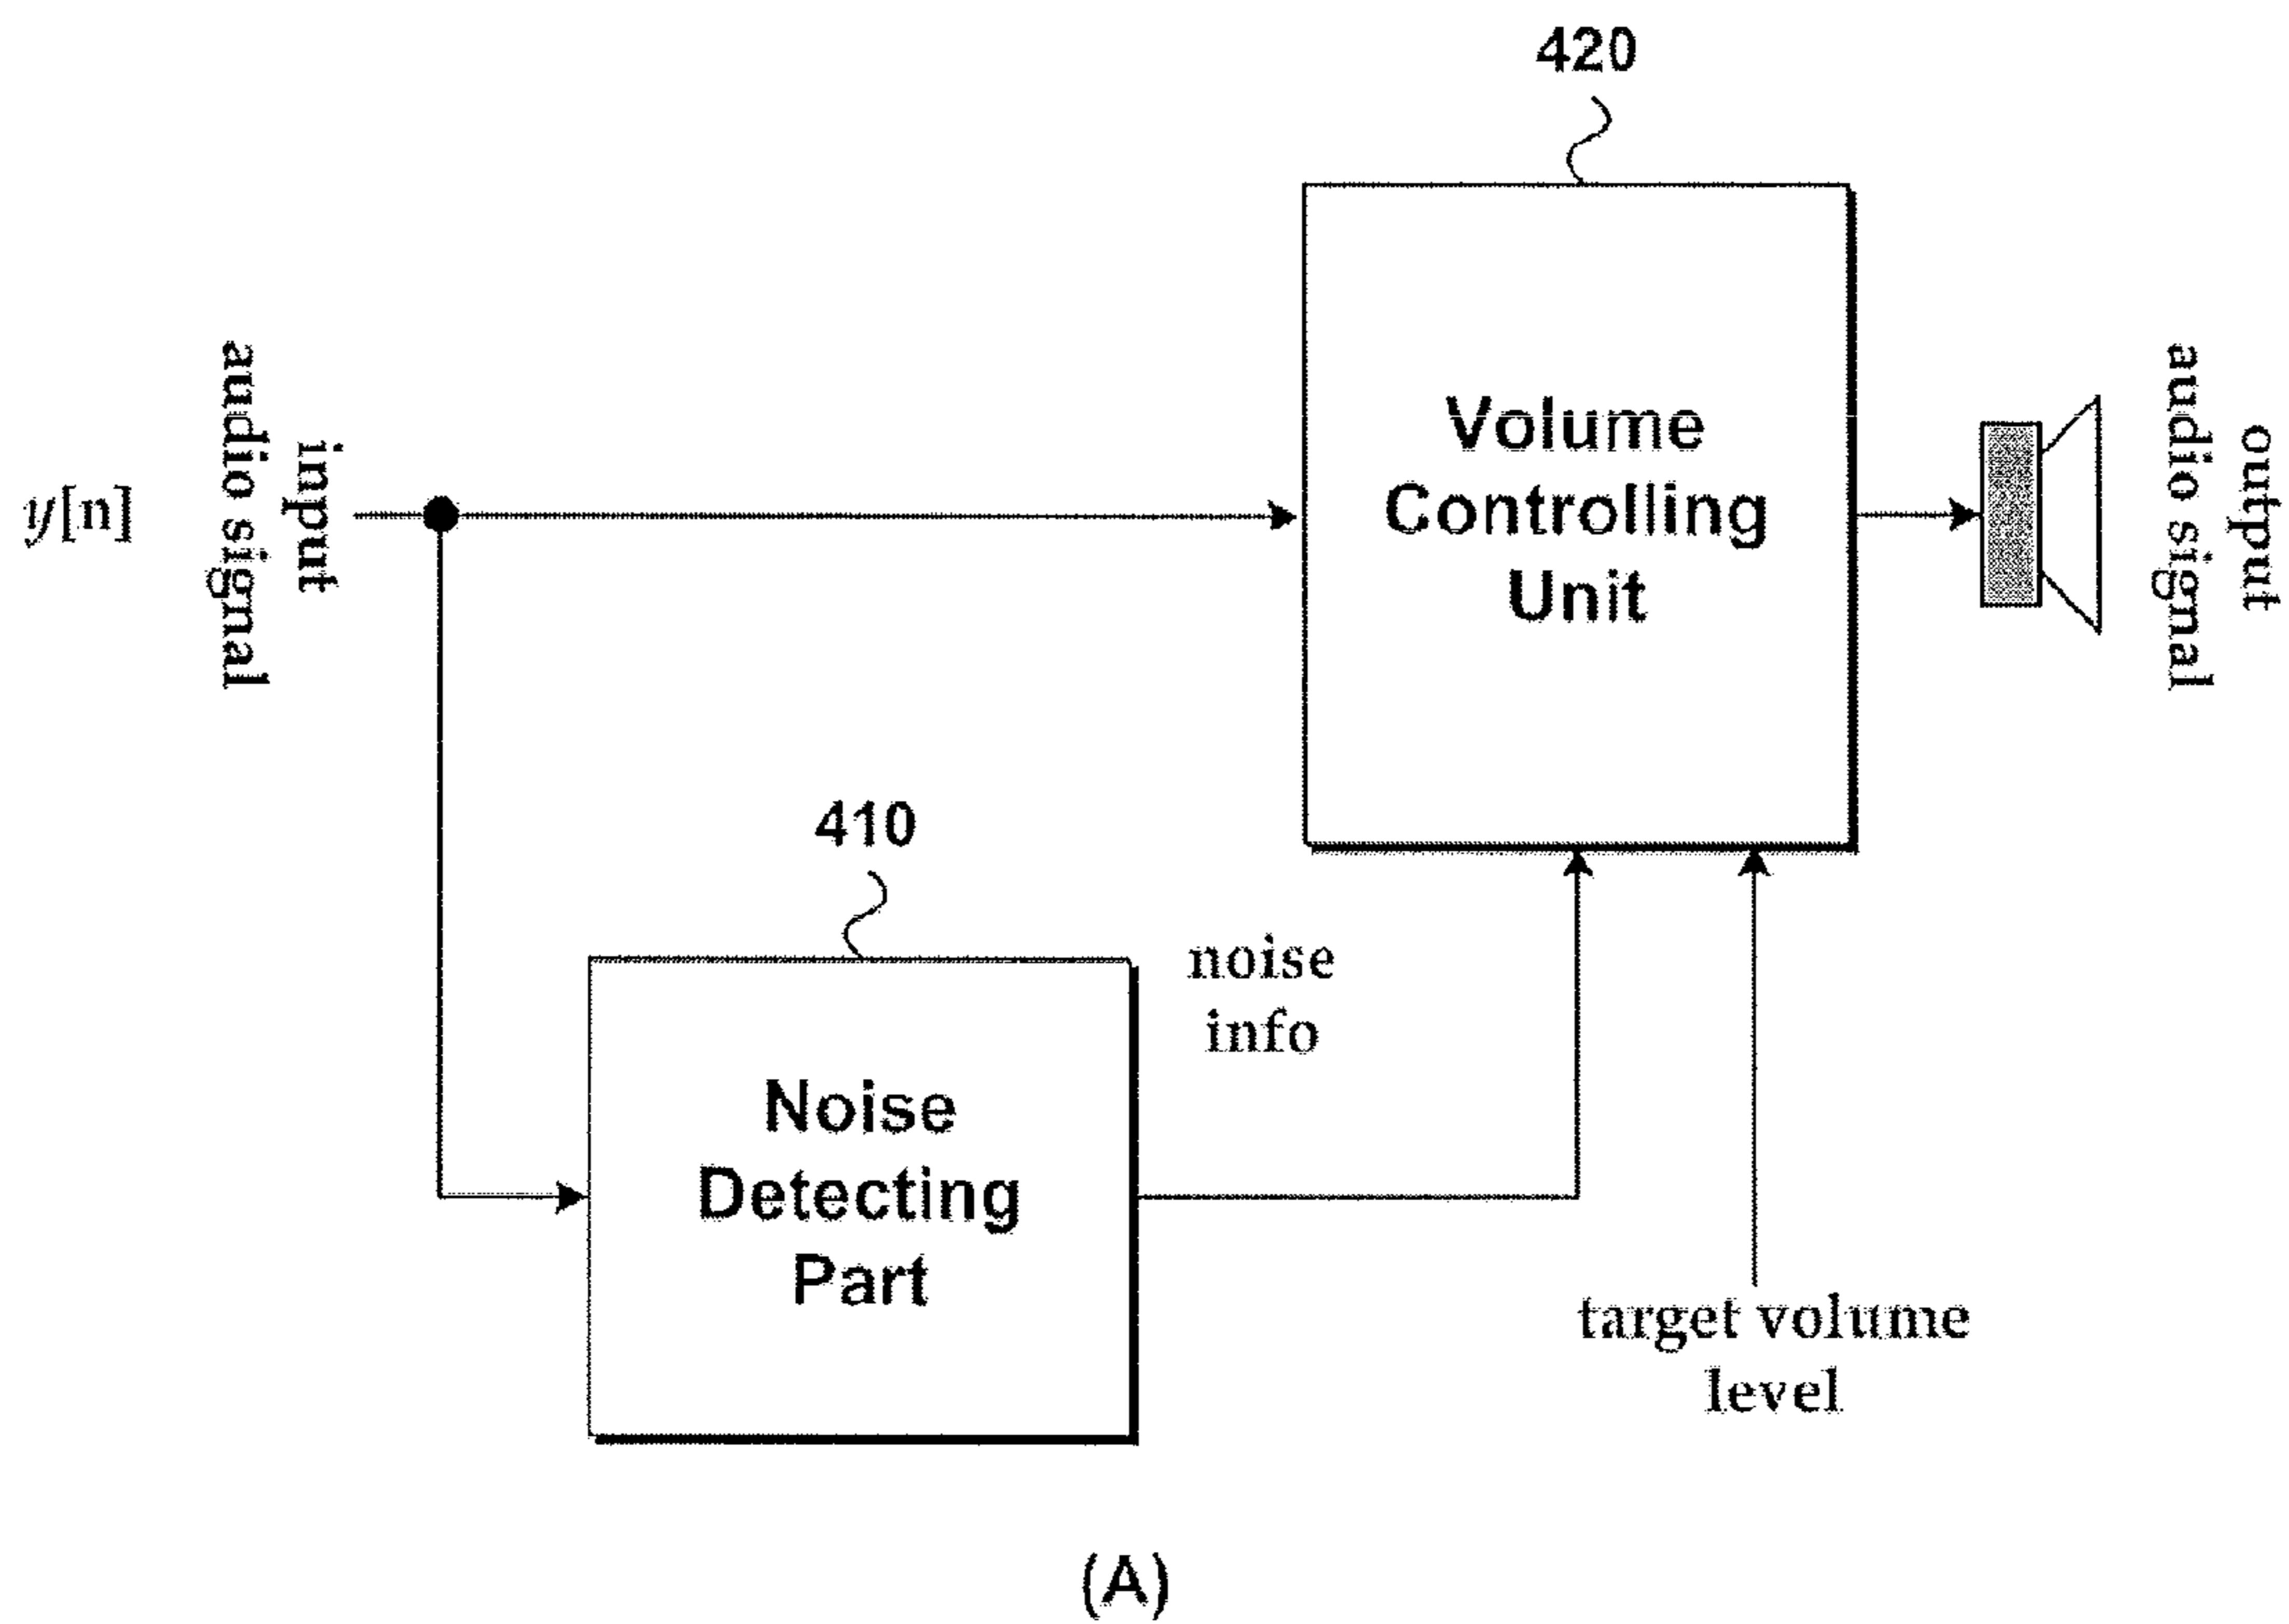 420
Volume
Controlling
Unit
y[n]
input
audio signal
output
audio signal
410
noise
info
Noise
Detecting
Part
target volume
level
(A)